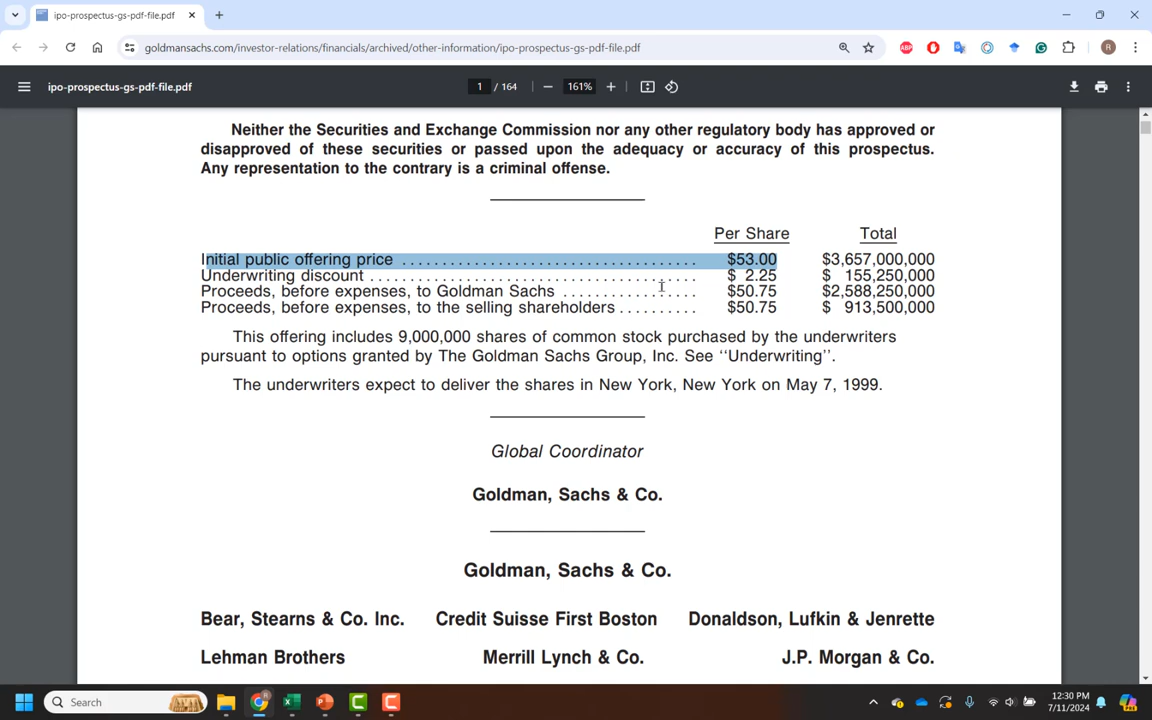 ipo-prospectus-gs-pdf-file.pdf
goldmansachs.com/investor-relations/financials/archived/other-information/ipo-prospectus-gs-pdf-file.pdf
ABP
R
ipo-prospectus-gs-pdf-file.pdf
1 / 164
161%
Neither the Securities and Exchange Commission nor any other regulatory body has approved or
disapproved of these securities or passed upon the adequacy or accuracy of this prospectus.
Any representation to the contrary is a criminal offense.
Per Share Total
Initial public offering price .............................. $53.00 $3,657,000,000
Underwriting discount .............................. $ 2.25 $ 155,250,000
Proceeds, before expenses, to Goldman Sachs .............. $50.75 $2,588,250,000
Proceeds, before expenses, to the selling shareholders .......... $50.75 $ 913,500,000
This offering includes 9,000,000 shares of common stock purchased by the underwriters
pursuant to options granted by The Goldman Sachs Group, Inc. See ‘‘Underwriting’’.
The underwriters expect to deliver the shares in New York, New York on May 7, 1999.
Global Coordinator
Goldman, Sachs & Co.
Goldman, Sachs & Co.
Bear, Stearns & Co. Inc. Credit Suisse First Boston Donaldson, Lufkin & Jenrette
Lehman Brothers Merrill Lynch & Co. J.P. Morgan & Co.
Search
12:30 PM
7/11/2024